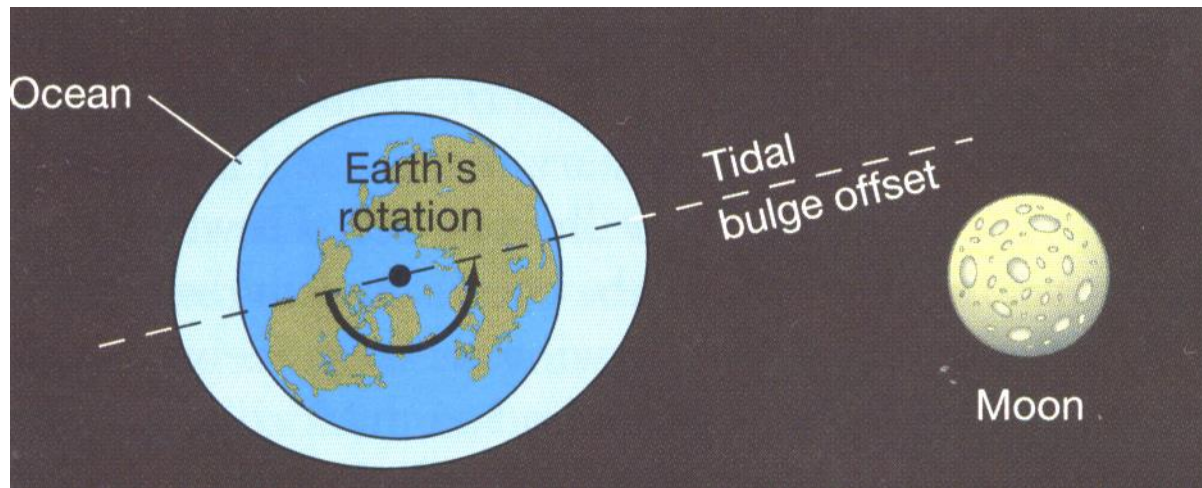 Ocean
Earth's
rotation
Tidal
bulge offset
Moon